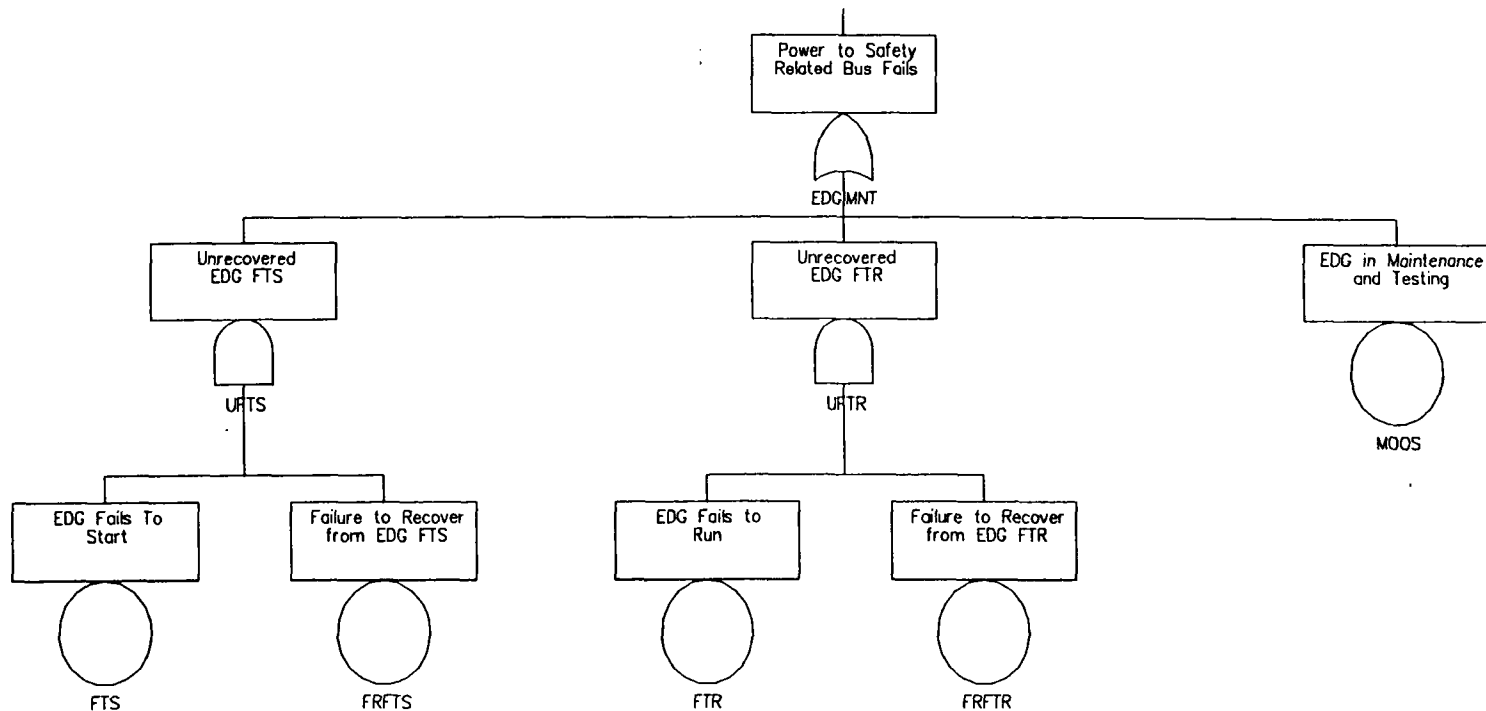 Power to Safety
Related Bus Fails
EDGMNT
Unrecovered
EDG FTS
Unrecovered
EDG FTR
EDG in Maintenance
and Testing
UFTS
UFTR
MOOS
EDG Fails To
Start
Failure to Recover
from EDG FTS
EDG Fails to
Run
Failure to Recover
from EDG FTR
FTS
FRFTS
FTR
FRFTR